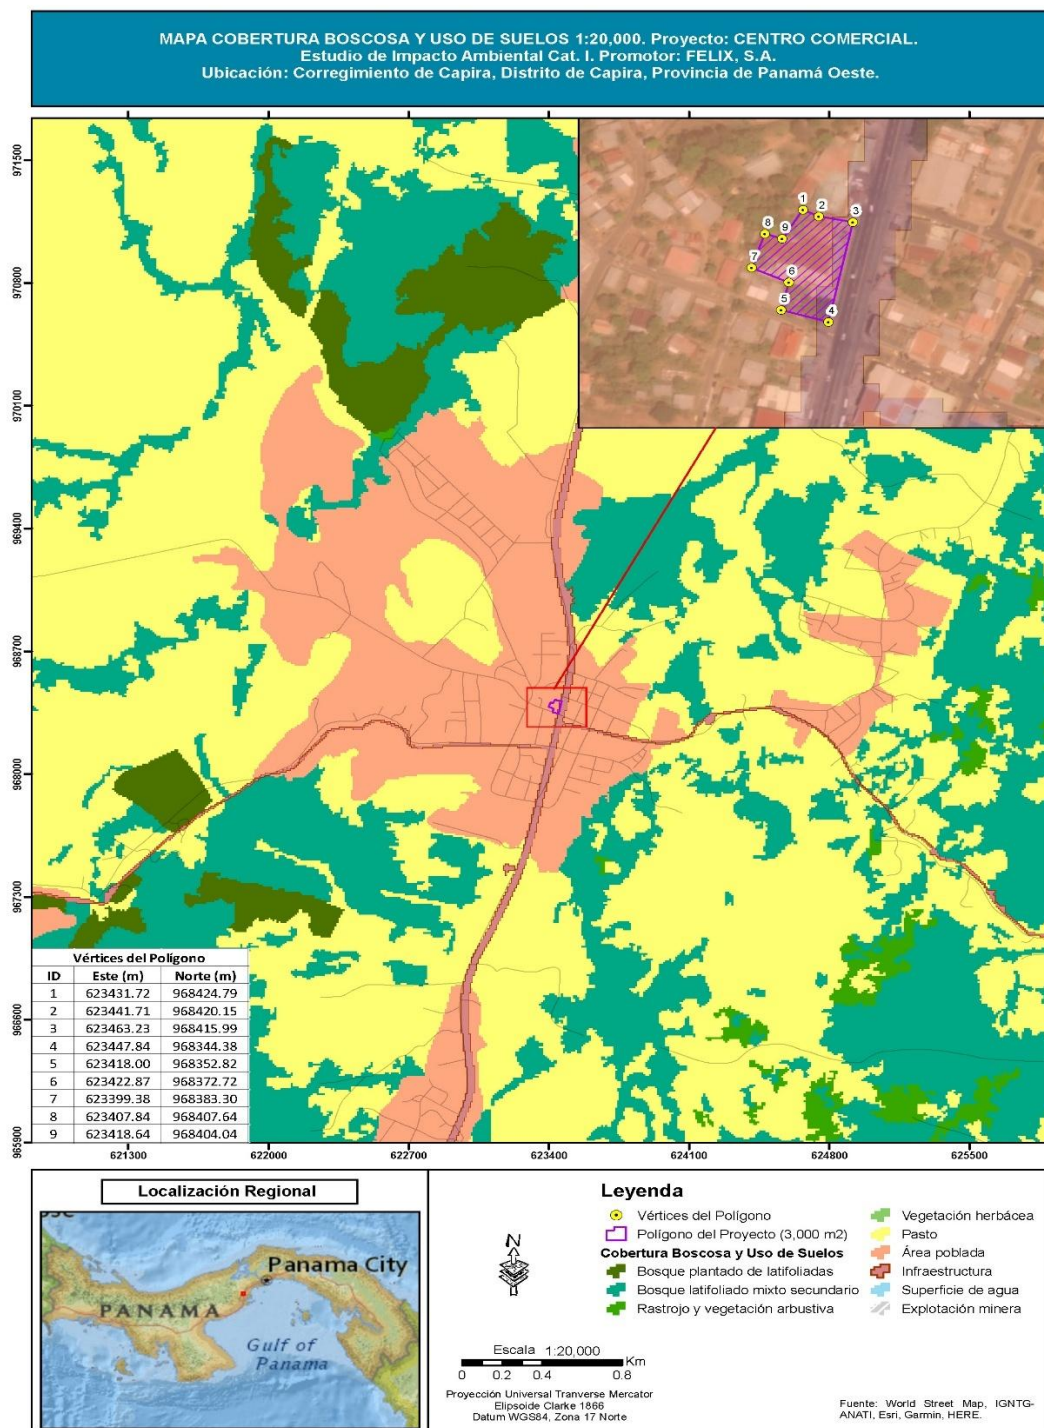 MAPA COBERTURA BOSCOSA Y USO DE SUELOS 1:20,000. Proyecto: CENTRO COMERCIAL.
Estudio de Impacto Ambiental Cat. I. Promotor: FELIX, S.A.
Ubicación: Corregimiento de Capira, Distrito de Capira, Provincia de Panamá Oeste.
971500
970800
970100
969400
968700
968000
967300
966600
965900
1
2
3
8
9
7
6
5
4
Vértices del Polígono
ID Este (m) Norte (m)
1 623431.72 968424.79
2 623441.71 968420.15
3 623463.23 968415.99
4 623447.84 968344.38
5 623418.00 968352.82
6 623422.87 968372.72
7 623399.38 968383.30
8 623407.84 968407.64
9 623418.64 968404.04
621300 622000 622700 623400 624100 624800 625500
Localización Regional
Panama City
PANAMA
Gulf of
Panama
N
Escala 1:20,000
Km
0 0.2 0.4 0.8
Proyección Universal Tranverse Mercator
Elipsoide Clarke 1866
Datum WGS84, Zona 17 Norte
Leyenda
Vértices del Polígono
Polígono del Proyecto (3,000 m2)
Cobertura Boscosa y Uso de Suelos
Bosque plantado de latifoliadas
Bosque latifoliado mixto secundario
Rastrojo y vegetación arbustiva
Vegetación herbácea
Pasto
Área poblada
Infraestructura
Superficie de agua
Explotación minera
Fuente: World Street Map, IGNTG-
ANATI, Esri, Garmin, HERE.